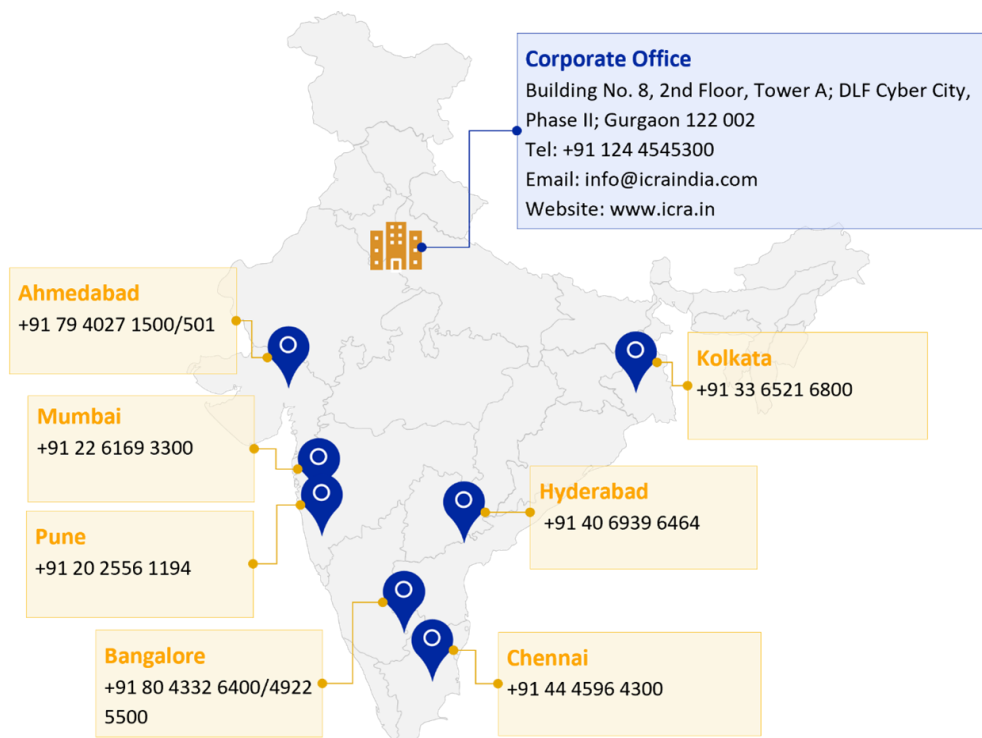 Corporate Office
Building No. 8, 2nd Floor, Tower A; DLF Cyber City,
Phase II; Gurgaon 122 002
Tel: +91 124 4545300
Email: info@icraindia.com
Website: www.icra.in
Ahmedabad
+91 79 4027 1500/501
Kolkata
+91 33 6521 6800
Mumbai
+91 22 6169 3300
Hyderabad
+91 40 6939 6464
Pune
+91 20 2556 1194
Bangalore
+91 80 4332 6400/4922
5500
Chennai
+91 44 4596 4300